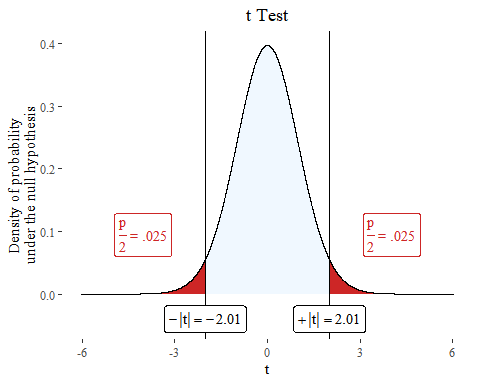 t Test
Density of probability
under the null hypothesis
0.4
0.3
0.2
0.1
0.0
p/2 = .025
p/2 = .025
−|t| = −2.01
+|t| = 2.01
-6
-3
0
3
6
t